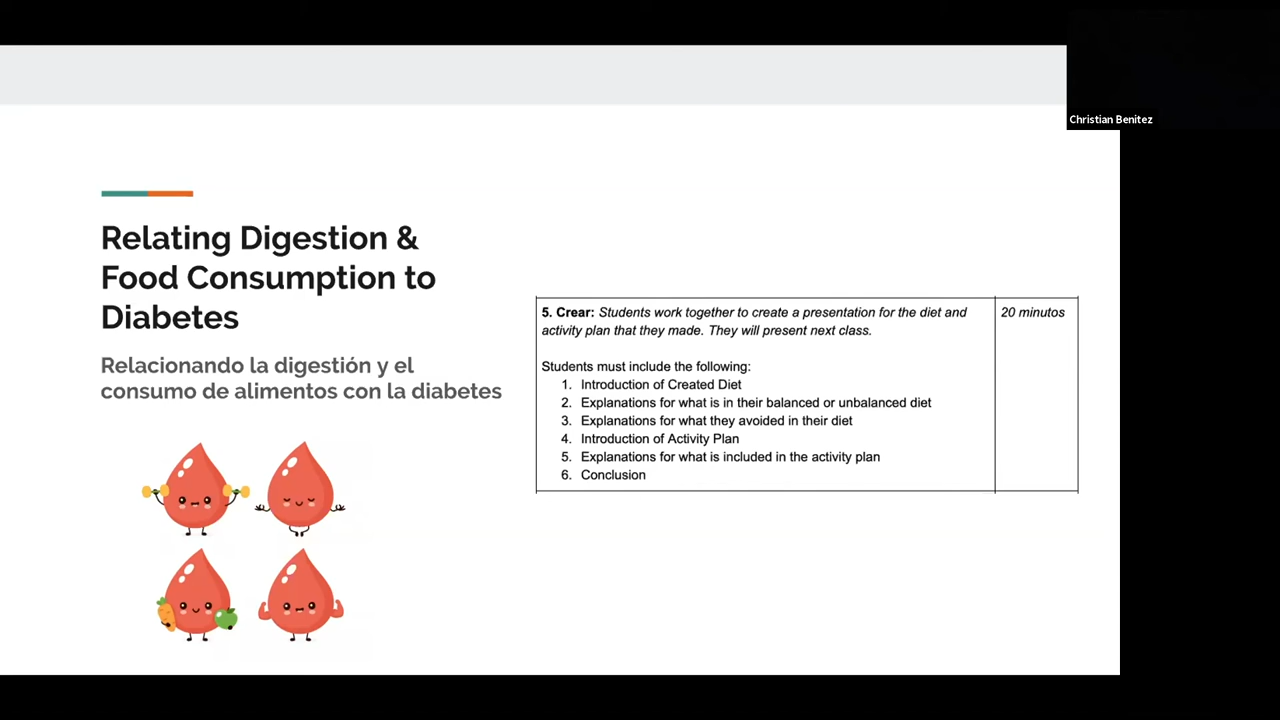 Christian Benitez
Relating Digestion &
Food Consumption to
Diabetes
Relacionando la digestión y el
consumo de alimentos con la diabetes
5. Crear: Students work together to create a presentation for the diet and
activity plan that they made. They will present next class.
20 minutos
Students must include the following:
1. Introduction of Created Diet
2. Explanations for what is in their balanced or unbalanced diet
3. Explanations for what they avoided in their diet
4. Introduction of Activity Plan
5. Explanations for what is included in the activity plan
6. Conclusion